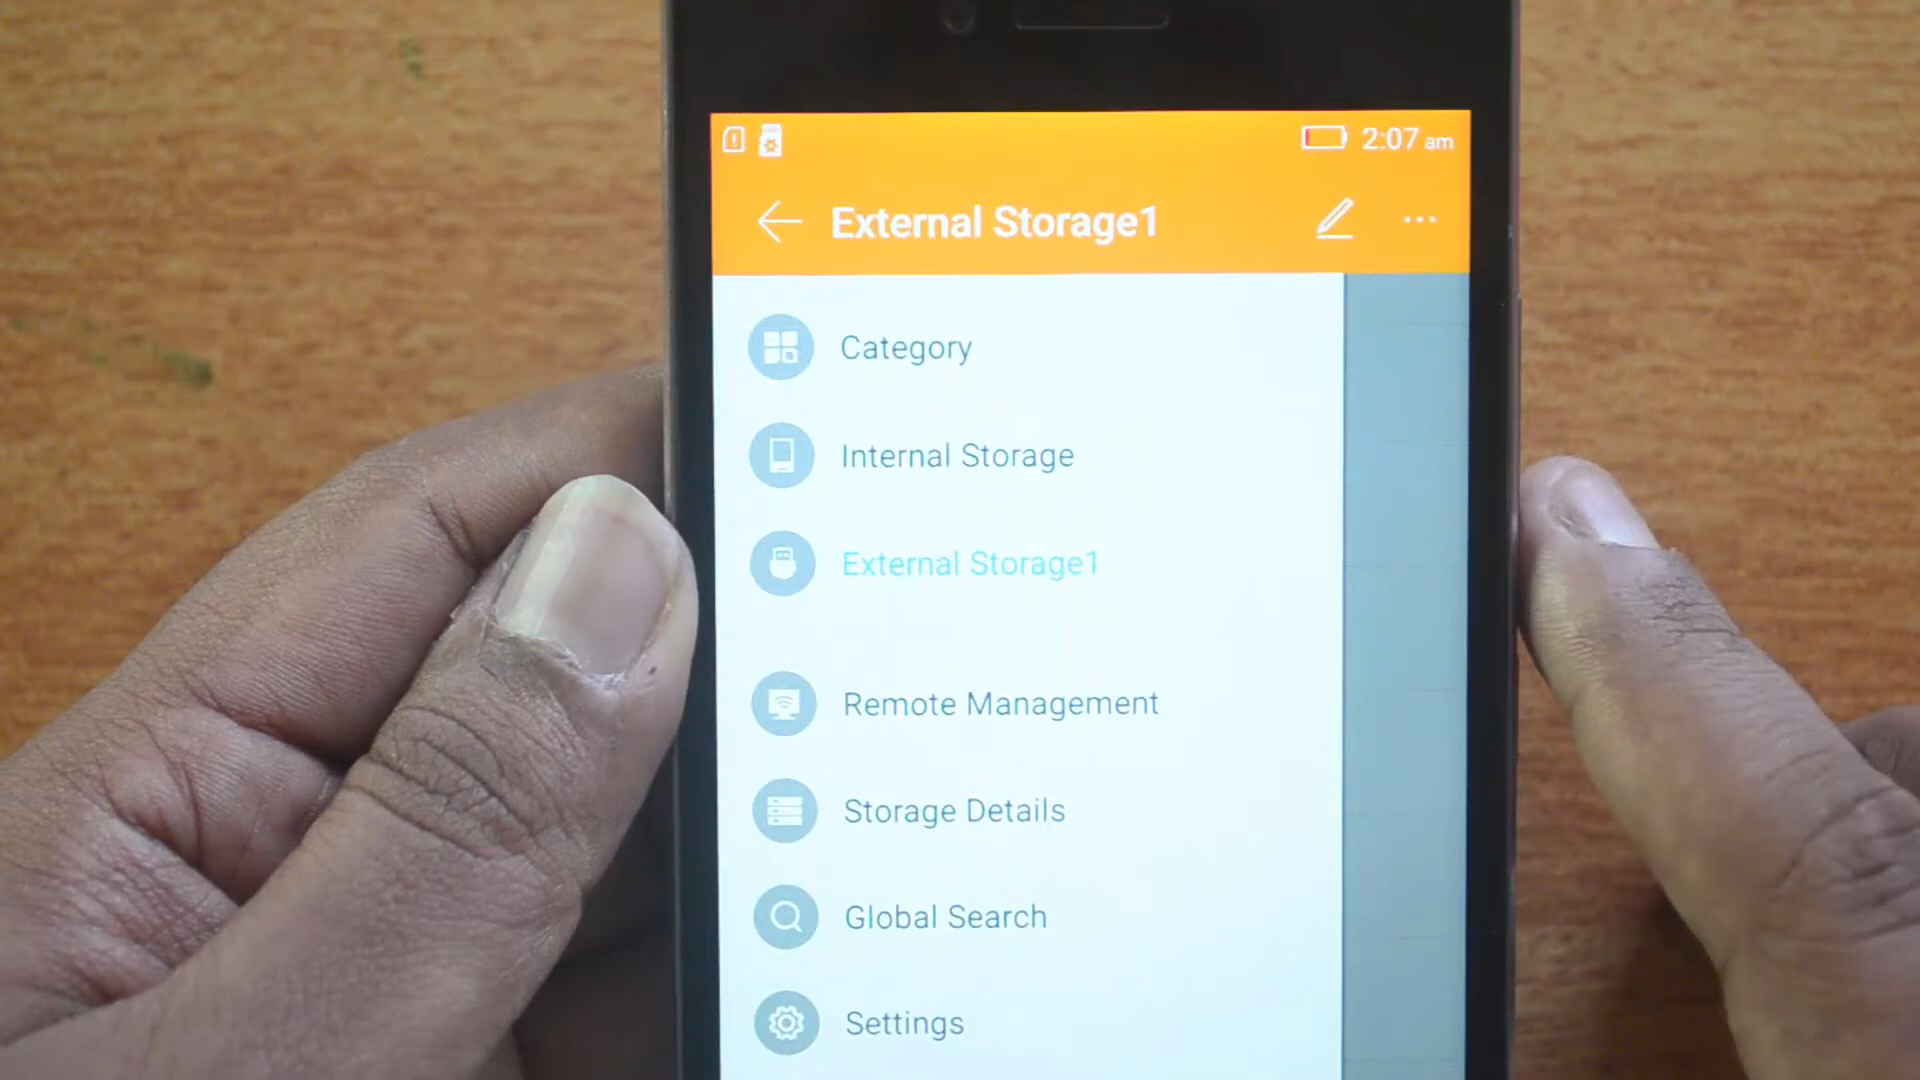 2:07 am
External Storage1
Category
Internal Storage
External Storage1
Remote Management
Storage Details
Global Search
Settings